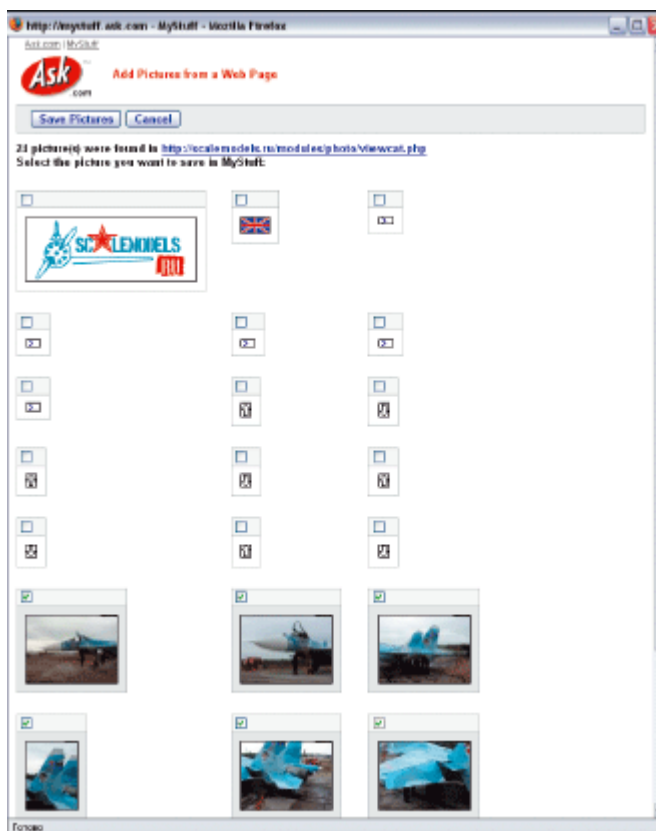 http://mystuff.ask.com - MyStuff - Mozilla Firefox
Ask.com | MyStuff
Ask .com
Add Pictures from a Web Page
Save Pictures Cancel
23 picture(s) were found in http://scalemodels.ru/modules/photo/viewcat.php
Select the picture you want to save in MyStuff:
SCALEMODELS
RU
Готово